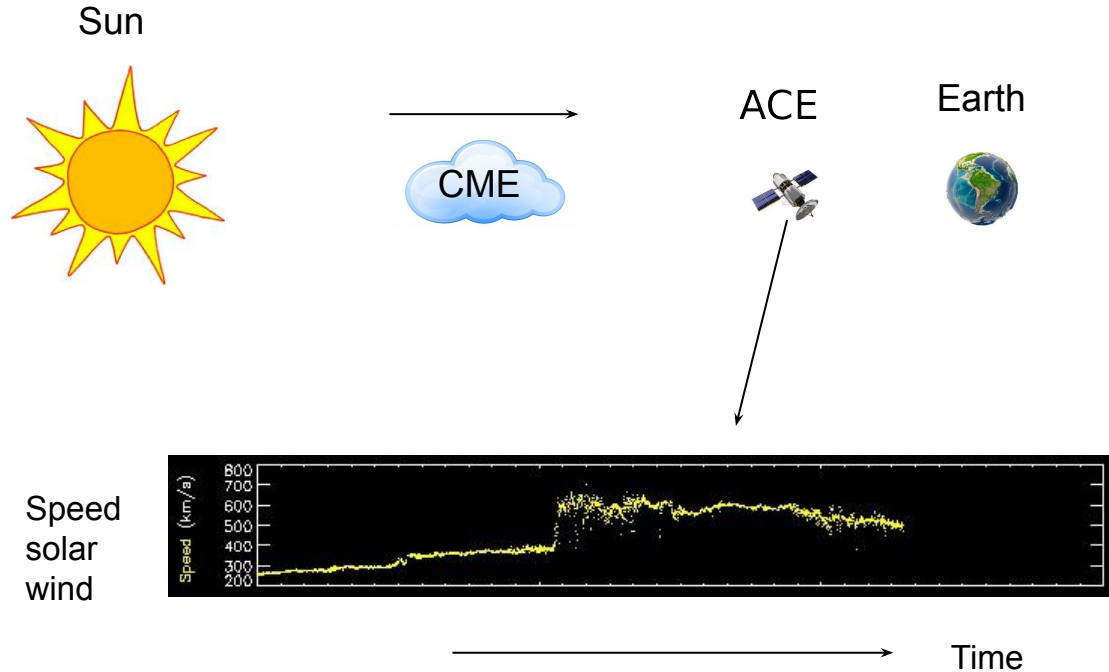 Sun
ACE
Earth
CME
Speed
solar
wind
Speed (km/s)
800
700
600
500
400
300
200
Time